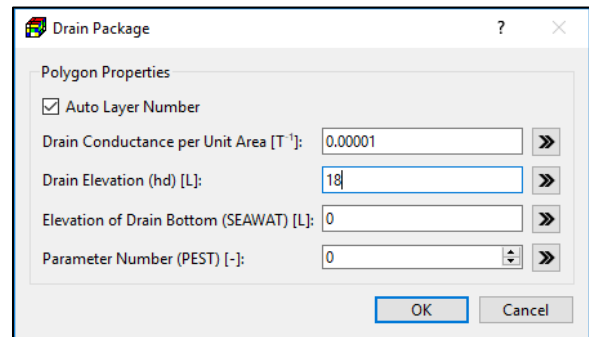 Drain Package ?
Polygon Properties
Auto Layer Number
Drain Conductance per Unit Area [T⁻¹]: 0.00001
Drain Elevation (hd) [L]: 18
Elevation of Drain Bottom (SEAWAT) [L]: 0
Parameter Number (PEST) [-]: 0
OK Cancel